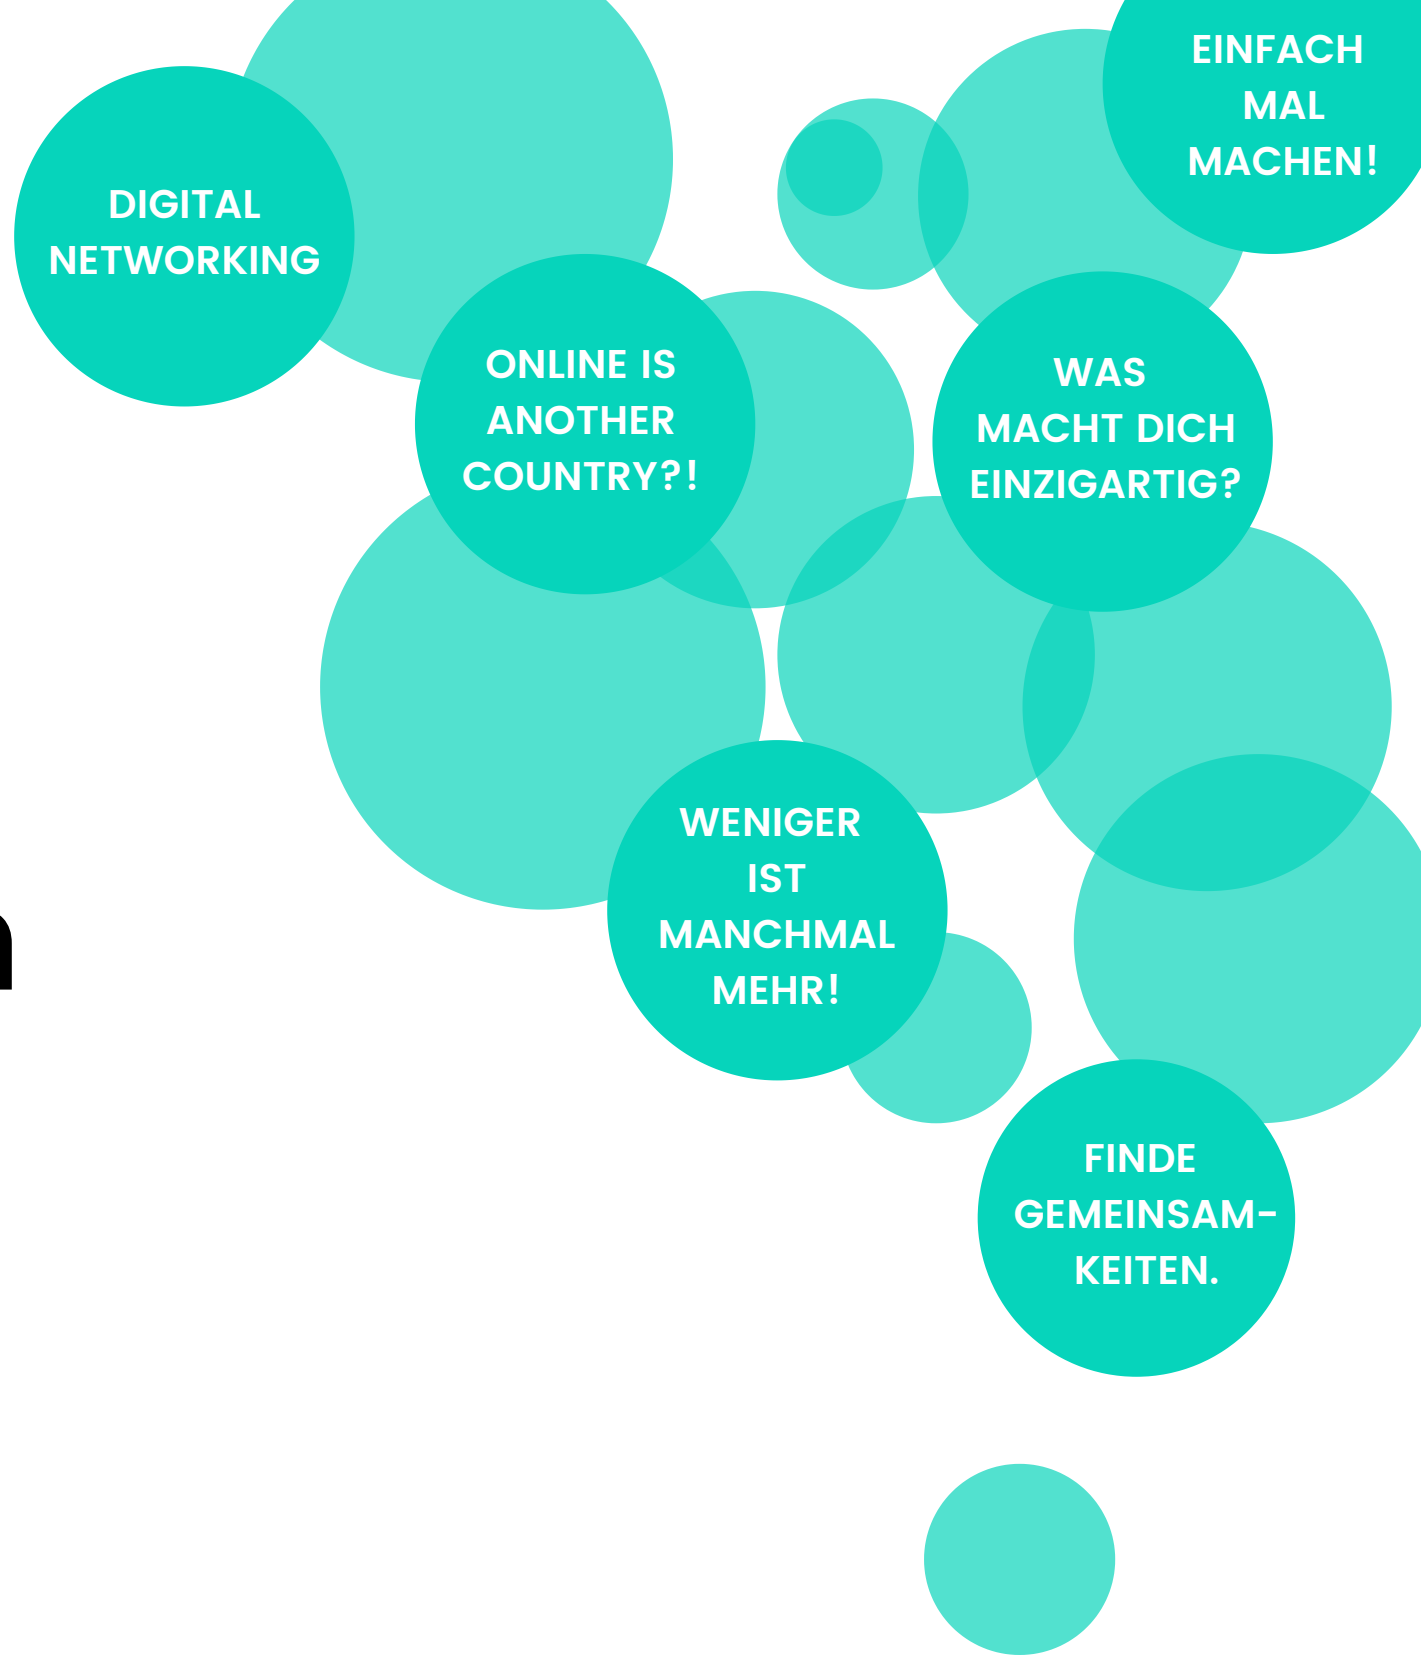 EINFACH
MAL
MACHEN!
DIGITAL
NETWORKING
ONLINE IS
ANOTHER
COUNTRY?!
WAS
MACHT DICH
EINZIGARTIG?
WENIGER
IST
MANCHMAL
MEHR!
FINDE
GEMEINSAM-
KEITEN.